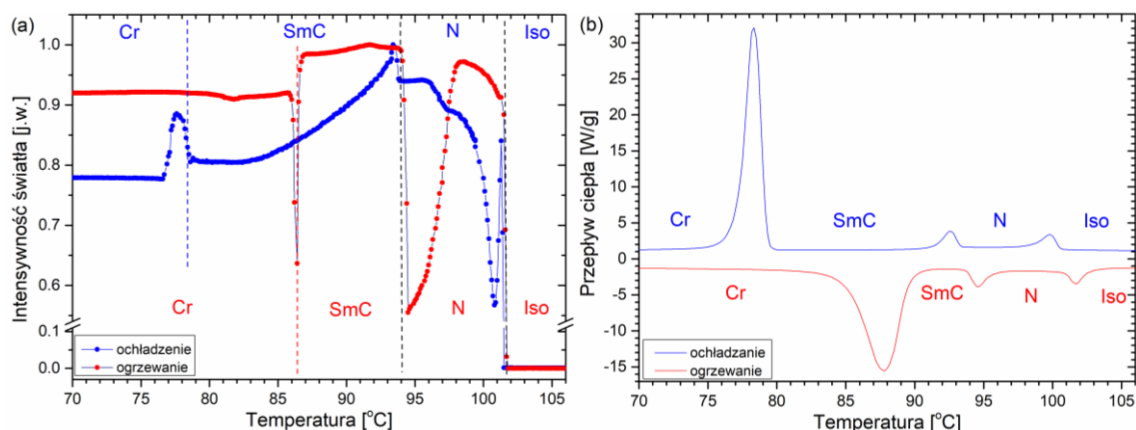 (a)
Cr SmC N Iso
Intensywność światła [j.w.]
1.0
0.9
0.8
0.7
0.6
0.1
0.0
Cr SmC N Iso
ochładzenie
ogrzewanie
70 75 80 85 90 95 100 105
Temperatura [°C]
(b)
Przepływ ciepła [W/g]
30
25
20
15
10
5
0
-5
-10
-15
Cr SmC N Iso
Cr SmC N Iso
ochładzanie
ogrzewanie
70 75 80 85 90 95 100 105
Temperatura [°C]